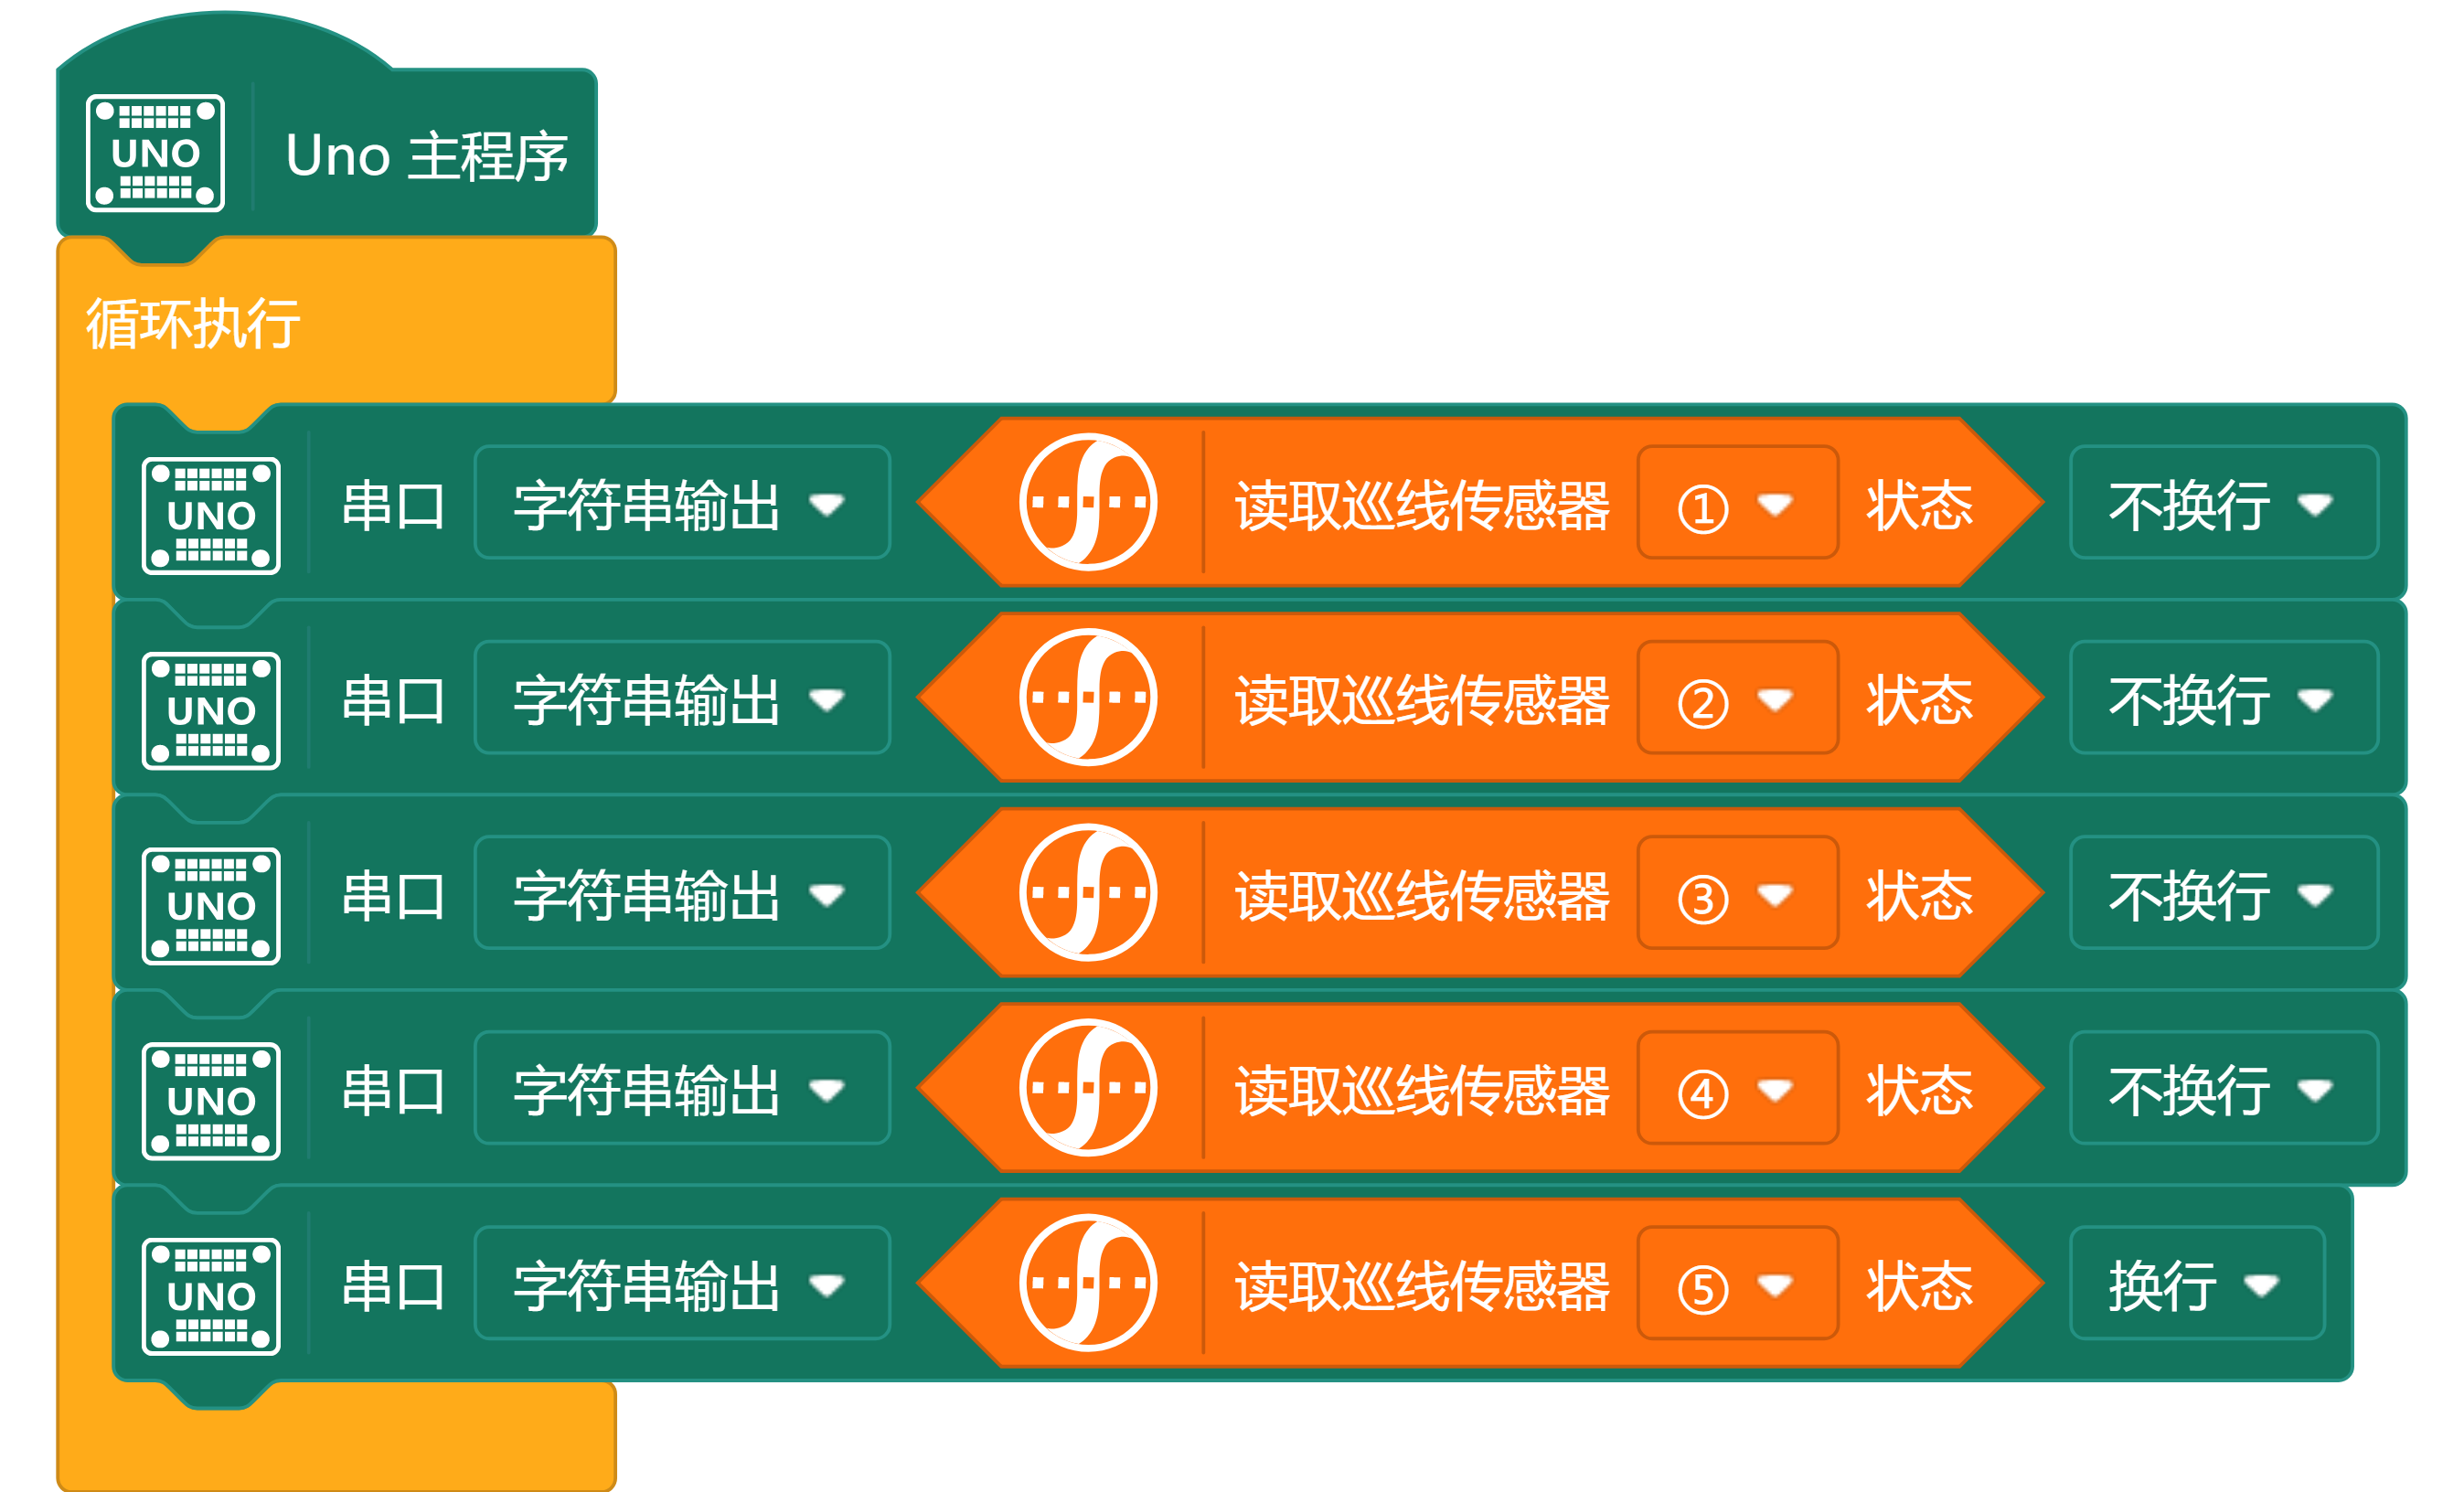 UNO Uno 主程序
循环执行
UNO 串口 字符串输出 读取巡线传感器 ① 状态 不换行
UNO 串口 字符串输出 读取巡线传感器 ② 状态 不换行
UNO 串口 字符串输出 读取巡线传感器 ③ 状态 不换行
UNO 串口 字符串输出 读取巡线传感器 ④ 状态 不换行
UNO 串口 字符串输出 读取巡线传感器 ⑤ 状态 换行